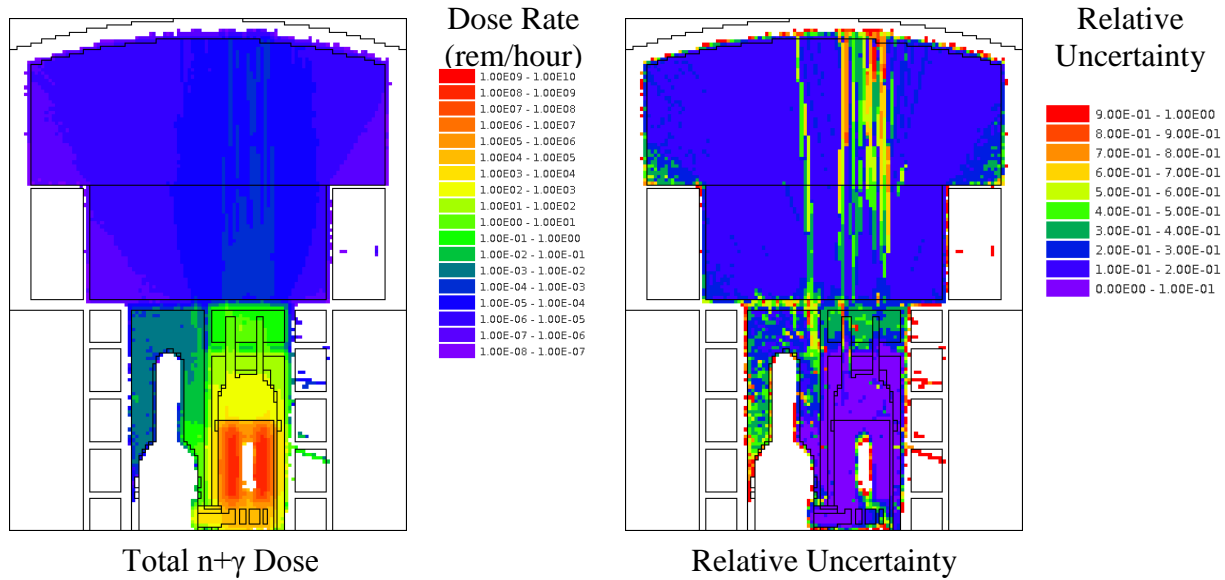 Dose Rate
(rem/hour)
1.00E09 - 1.00E10
1.00E08 - 1.00E09
1.00E07 - 1.00E08
1.00E06 - 1.00E07
1.00E05 - 1.00E06
1.00E04 - 1.00E05
1.00E03 - 1.00E04
1.00E02 - 1.00E03
1.00E01 - 1.00E02
1.00E00 - 1.00E01
1.00E-01 - 1.00E00
1.00E-02 - 1.00E-01
1.00E-03 - 1.00E-02
1.00E-04 - 1.00E-03
1.00E-05 - 1.00E-04
1.00E-06 - 1.00E-05
1.00E-07 - 1.00E-06
1.00E-08 - 1.00E-07
Total n+γ Dose
Relative
Uncertainty
9.00E-01 - 1.00E00
8.00E-01 - 9.00E-01
7.00E-01 - 8.00E-01
6.00E-01 - 7.00E-01
5.00E-01 - 6.00E-01
4.00E-01 - 5.00E-01
3.00E-01 - 4.00E-01
2.00E-01 - 3.00E-01
1.00E-01 - 2.00E-01
0.00E00 - 1.00E-01
Relative Uncertainty